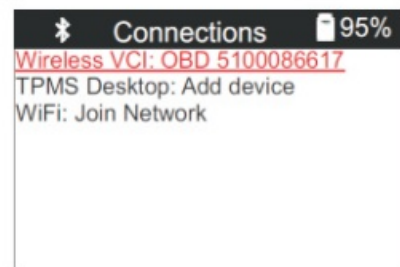 Connections 95%
Wireless VCI: OBD 5100086617
TPMS Desktop: Add device
WiFi: Join Network